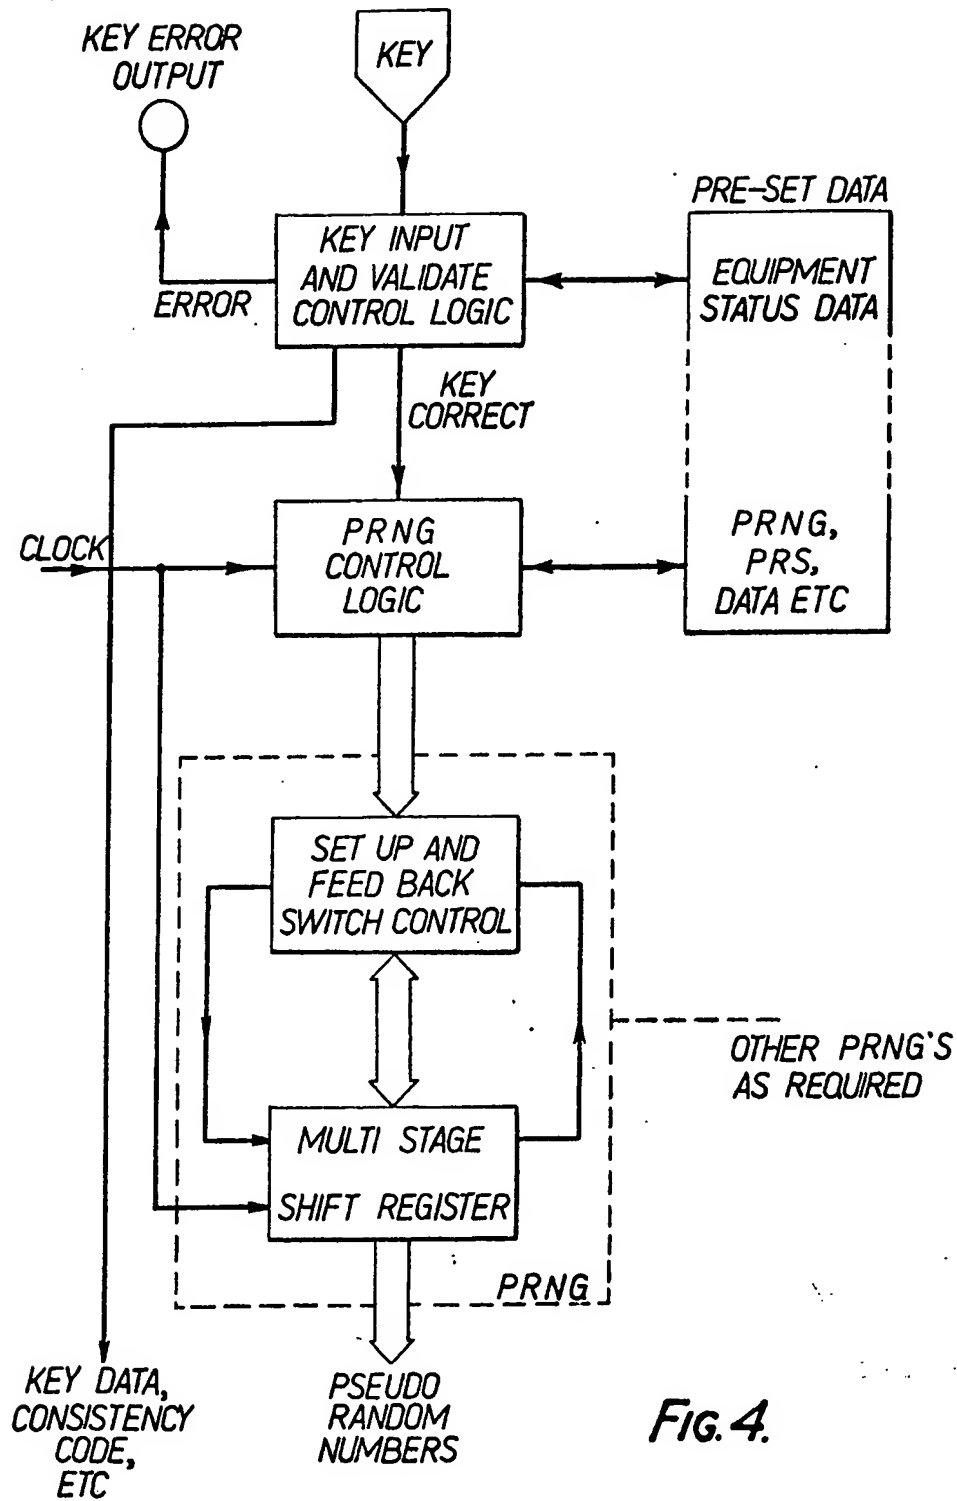 KEY ERROR
OUTPUT
KEY
PRE-SET DATA
KEY INPUT
AND VALIDATE
CONTROL LOGIC
EQUIPMENT
STATUS DATA
ERROR
KEY
CORRECT
CLOCK
PRNG
CONTROL
LOGIC
PRNG,
PRS,
DATA ETC
SET UP AND
FEED BACK
SWITCH CONTROL
OTHER PRNG'S
AS REQUIRED
MULTI STAGE
SHIFT REGISTER
PRNG
KEY DATA,
CONSISTENCY
CODE,
ETC
PSEUDO
RANDOM
NUMBERS
FIG. 4.